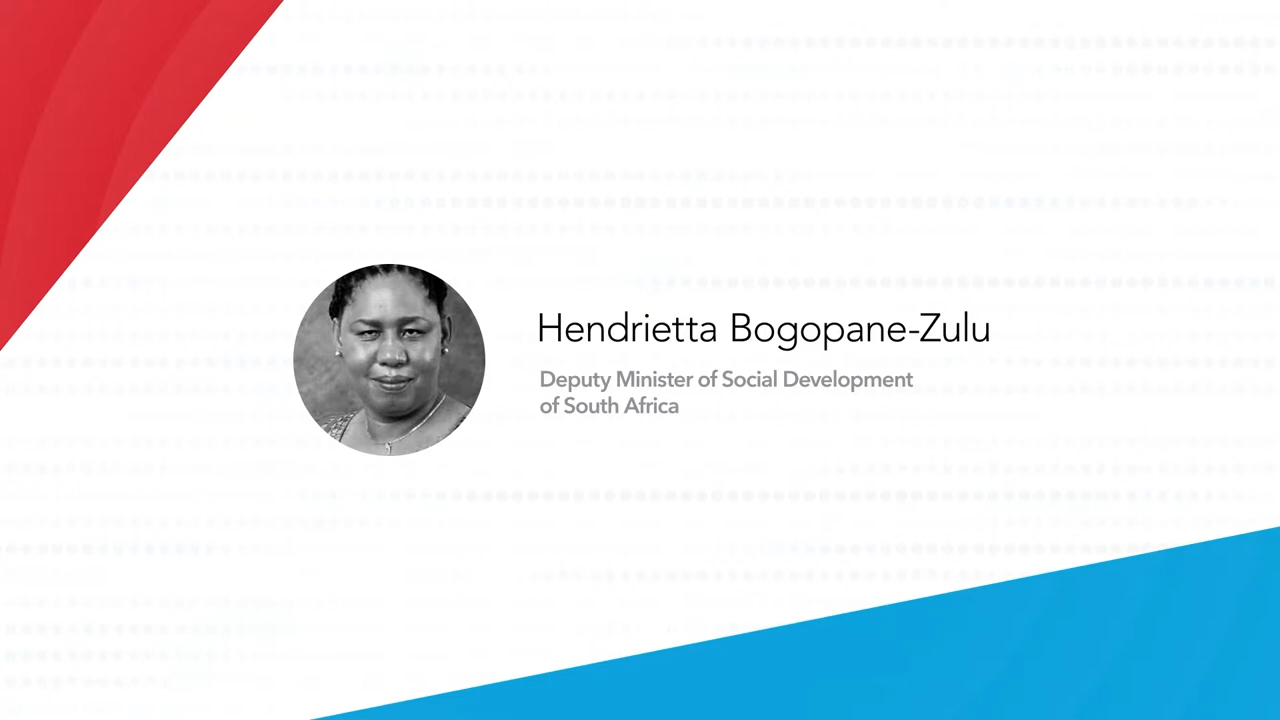 Hendrietta Bogopane-Zulu
Deputy Minister of Social Development
of South Africa